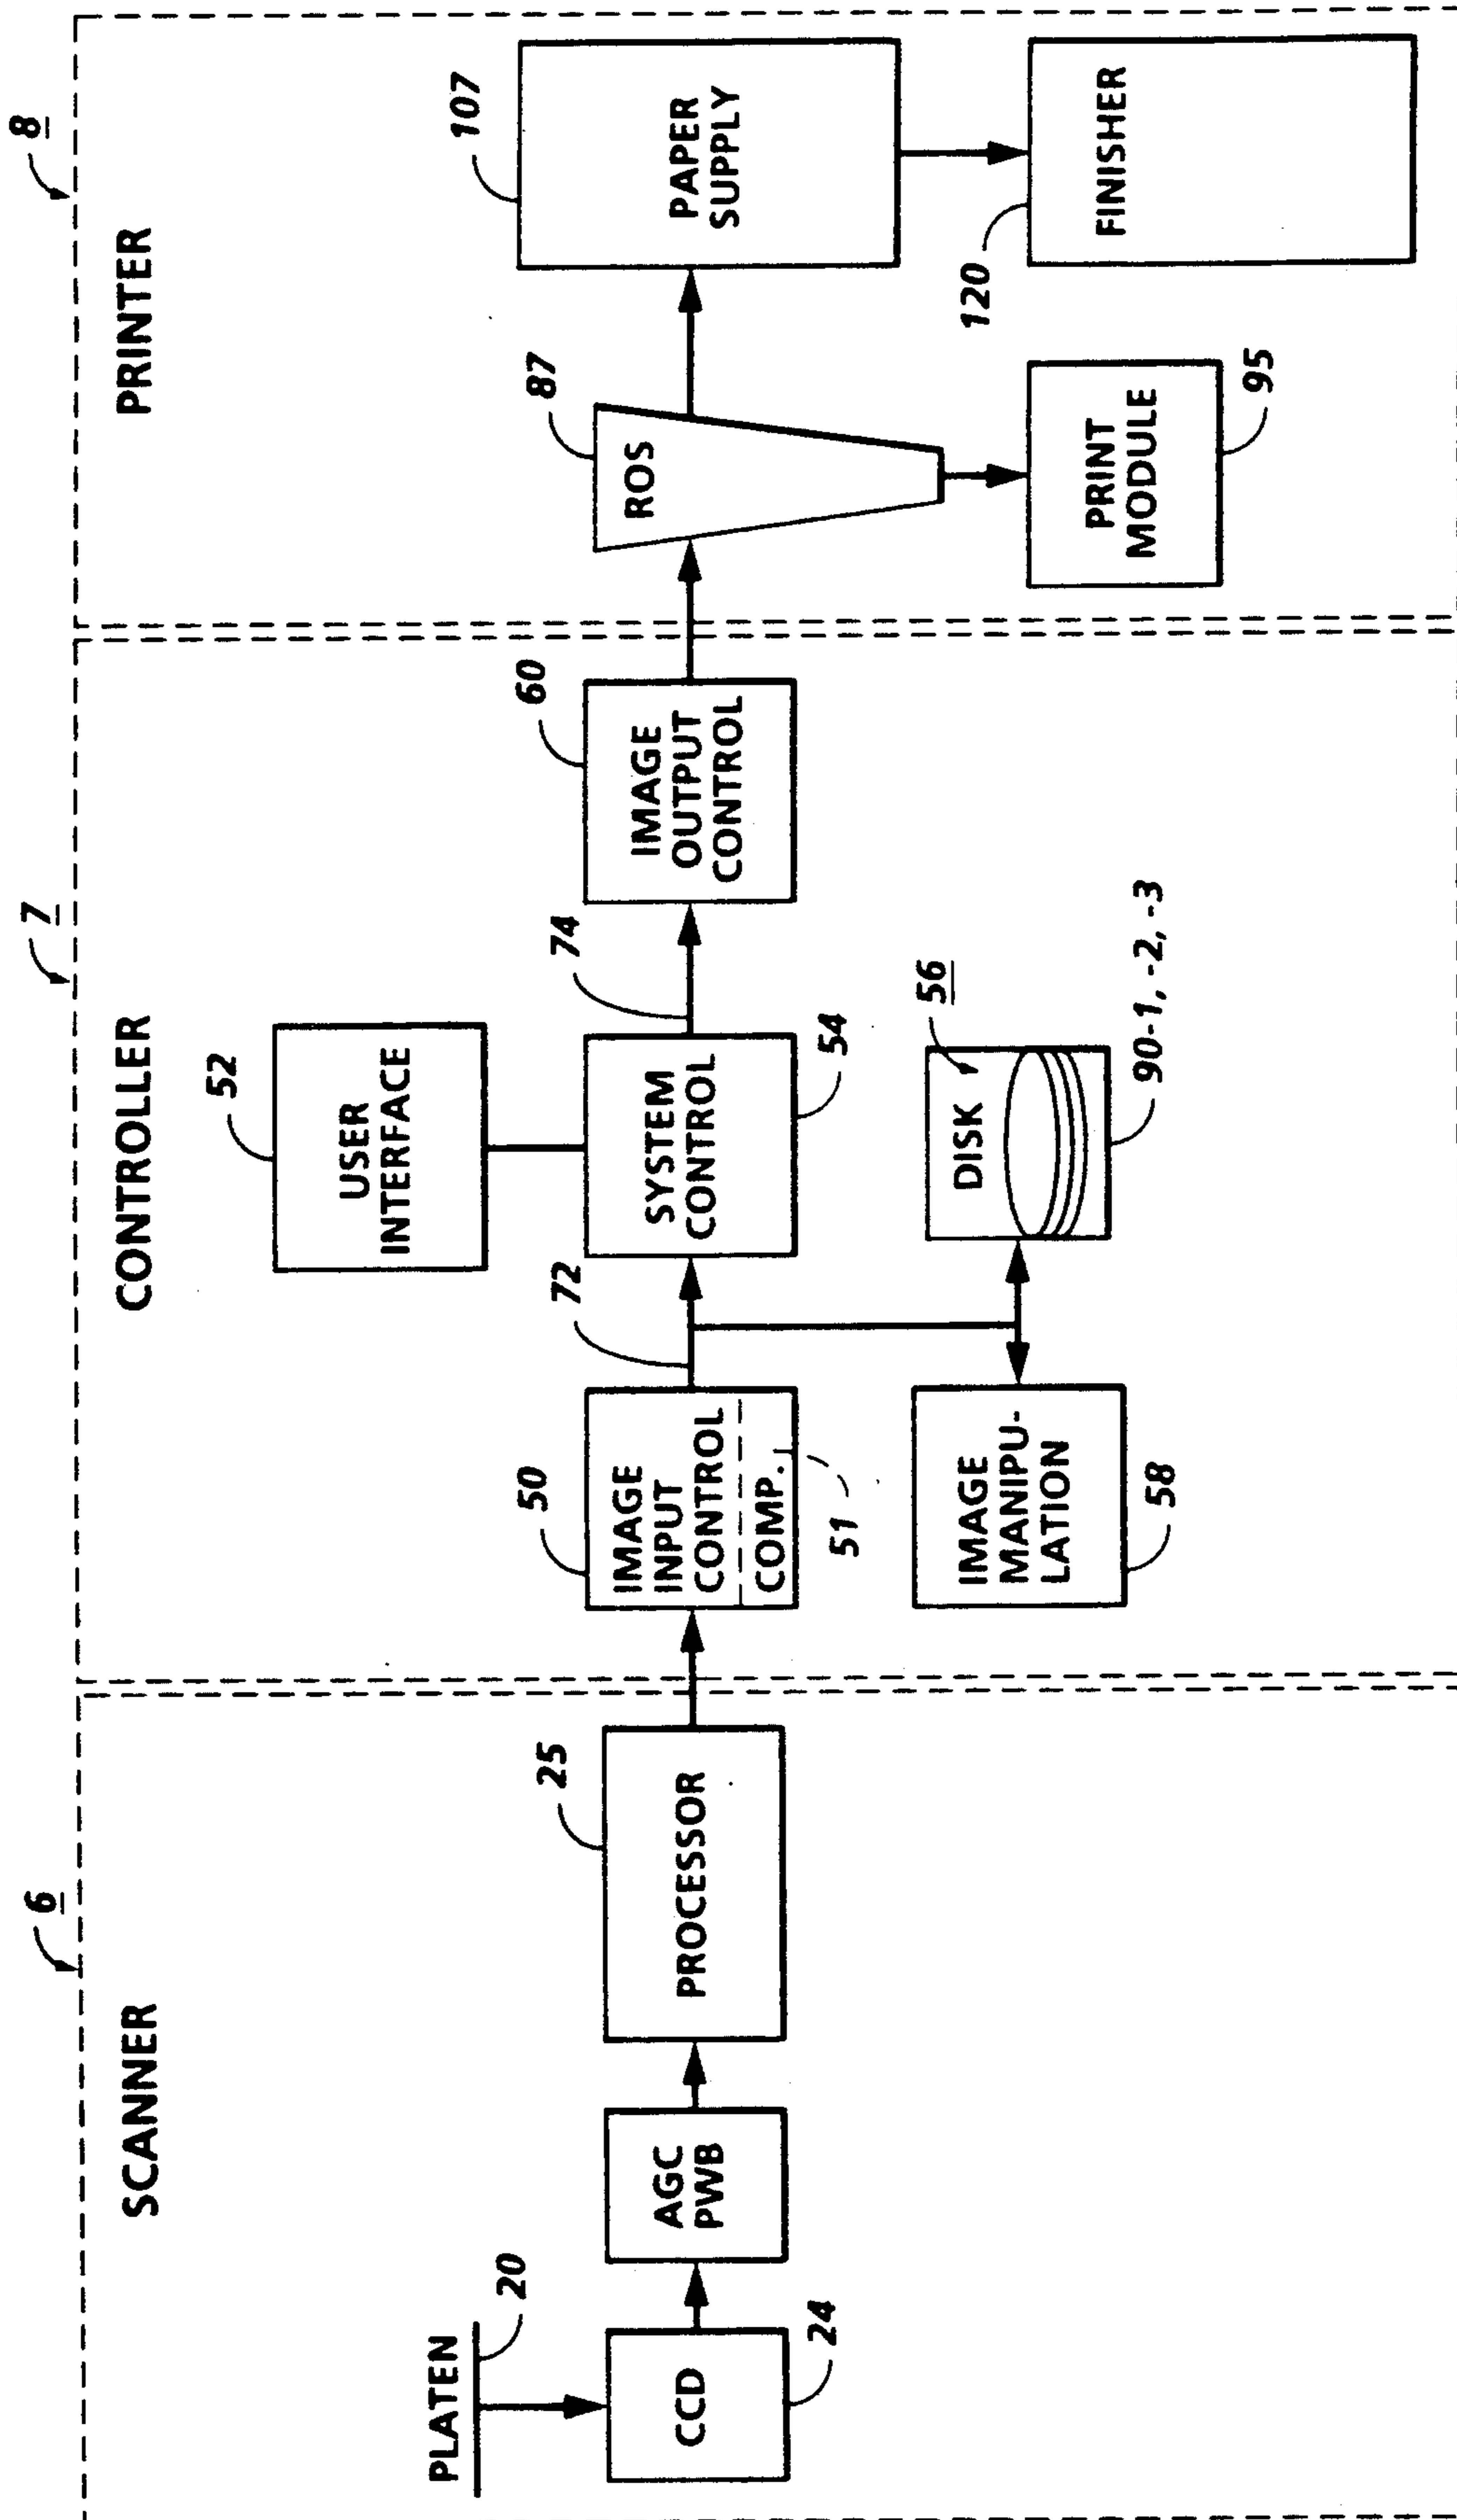 6
SCANNER
PLATEN
20
CCD
24
AGC
PWB
PROCESSOR
25
7
CONTROLLER
USER
INTERFACE
52
IMAGE
INPUT
CONTROL
COMP.
50
51
72
SYSTEM
CONTROL
54
74
IMAGE
OUTPUT
CONTROL
60
IMAGE
MANIPU-
LATION
58
DISK
56
90-1, -2, -3
8
PRINTER
ROS
87
PRINT
MODULE
95
PAPER
SUPPLY
107
FINISHER
120